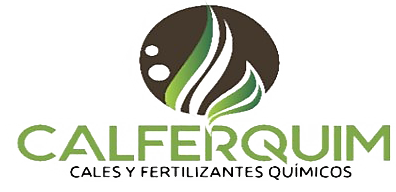 CALFERQUIM
CALES Y FERTILIZANTES QUÍMICOS